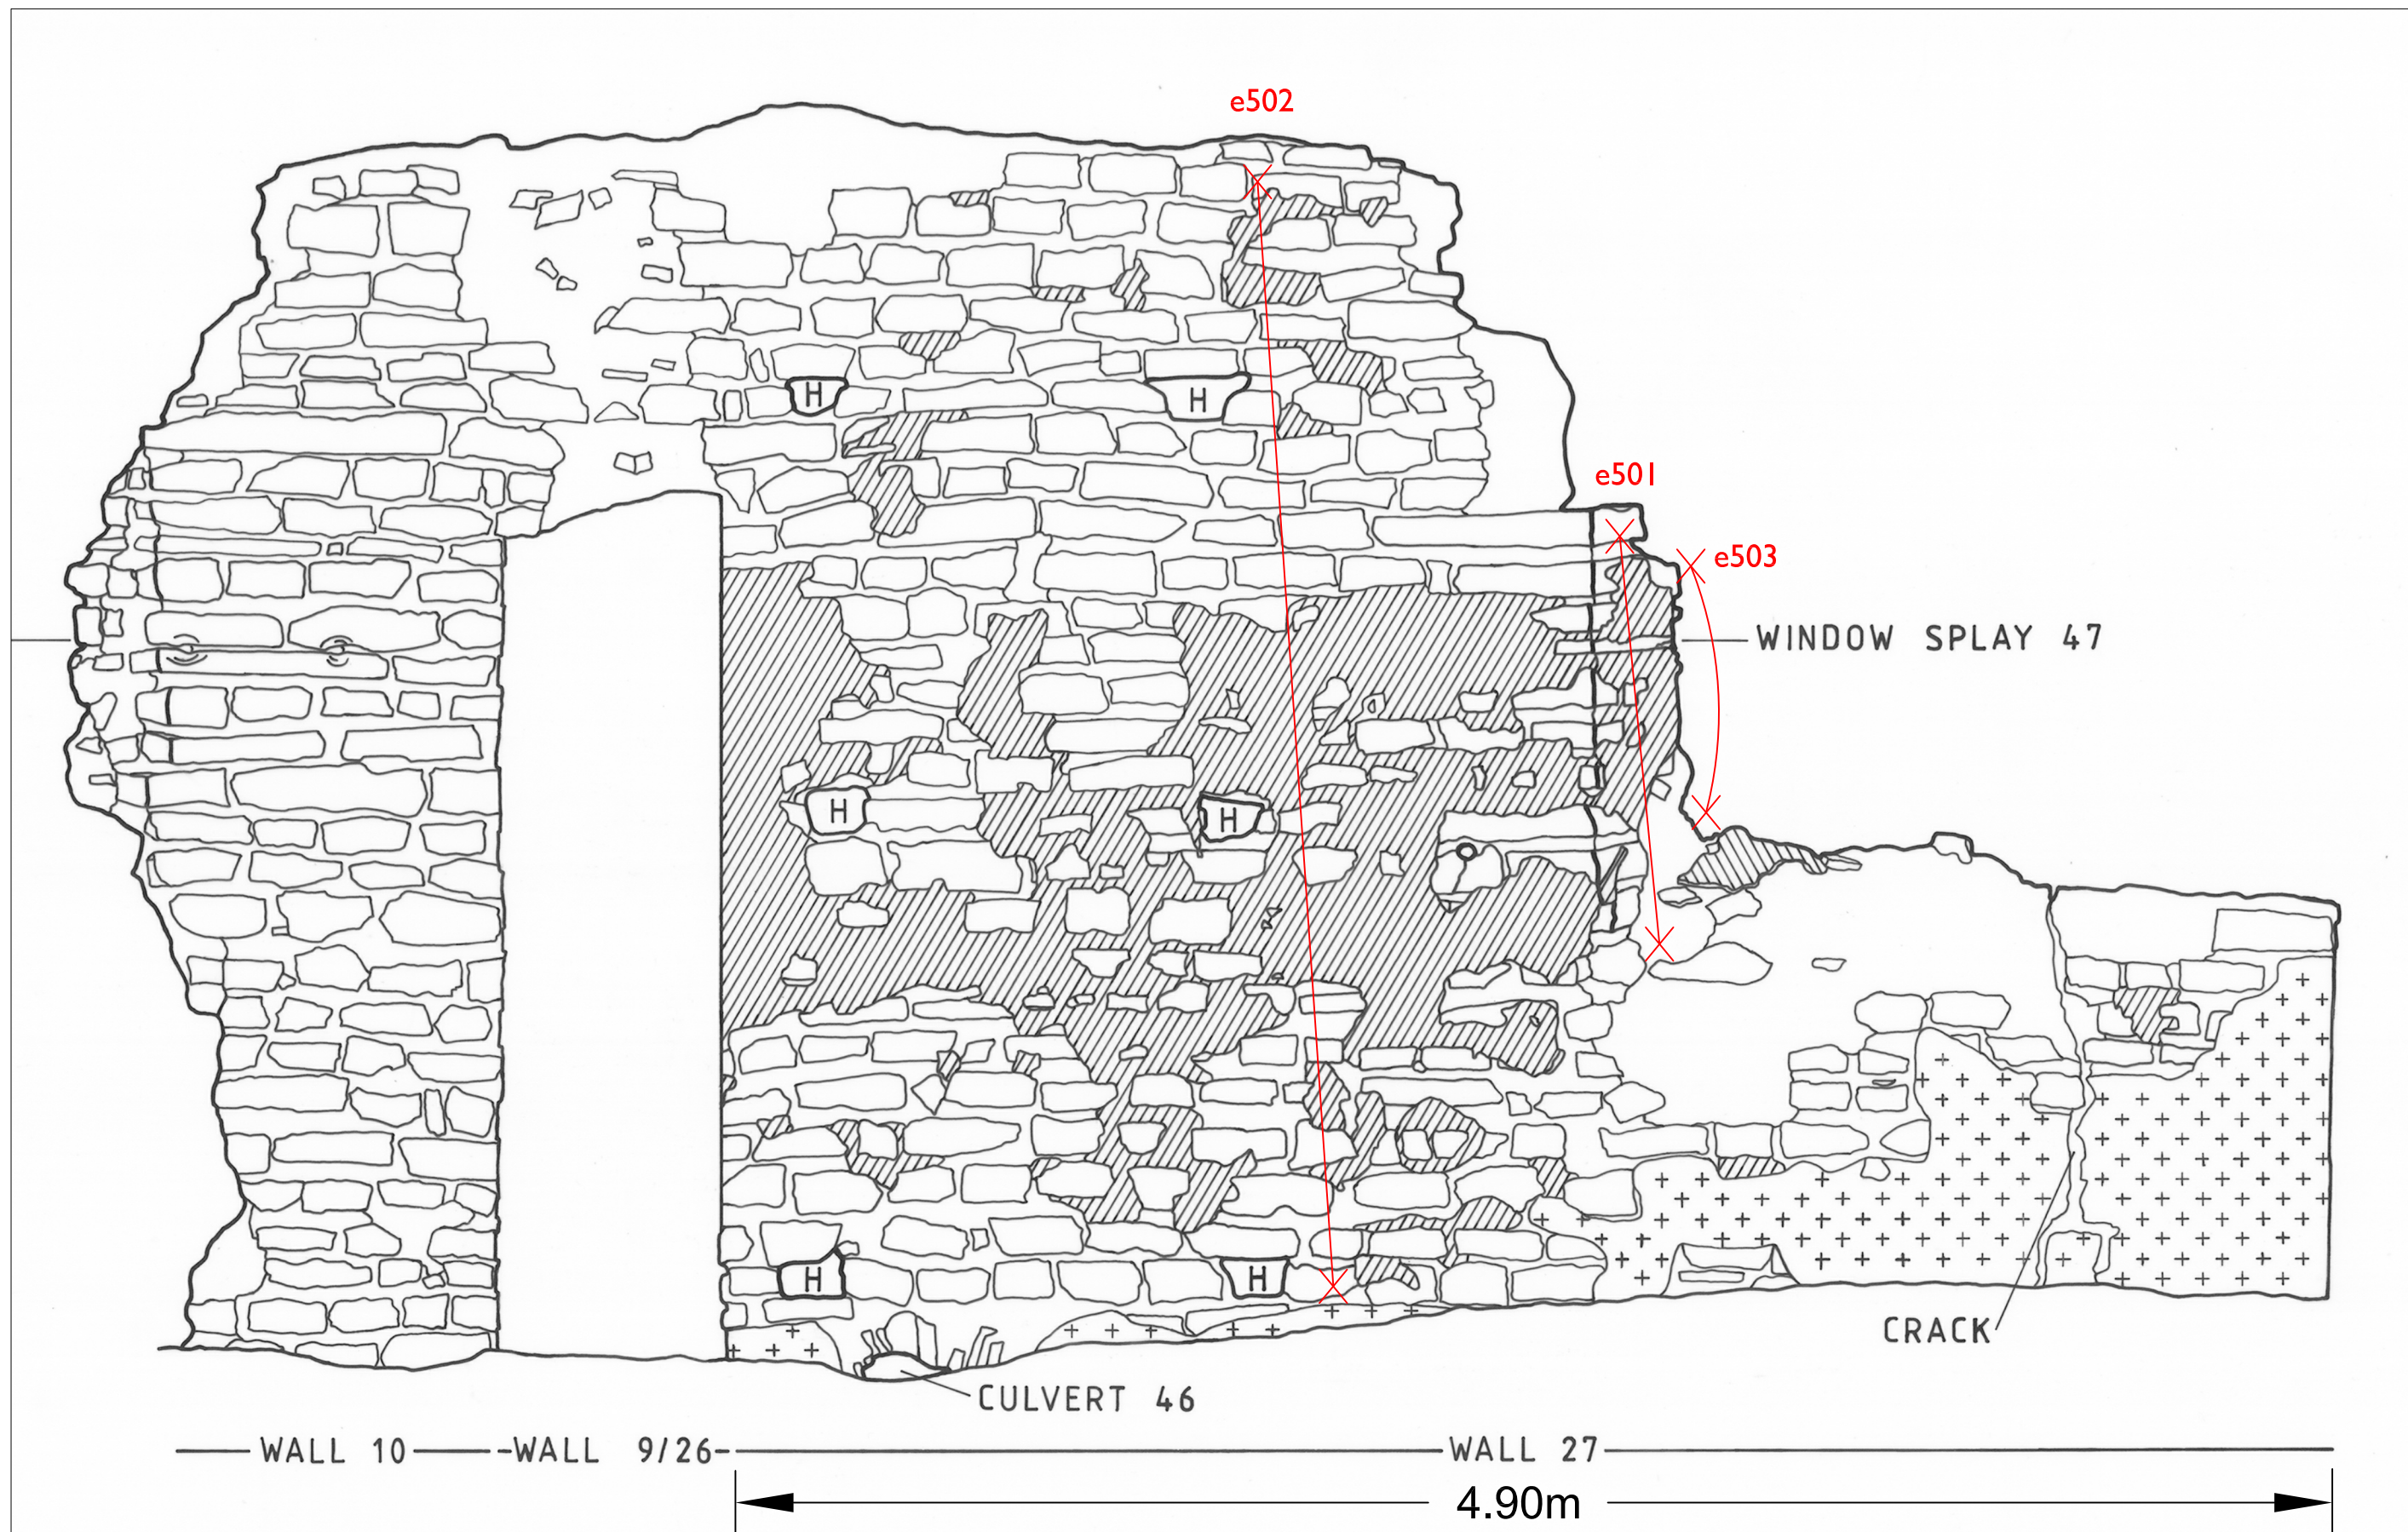 e502
H
H
e501
e503
WINDOW SPLAY 47
H
H
H
H
CRACK
CULVERT 46
WALL 10
WALL 9/26
WALL 27
4.90m